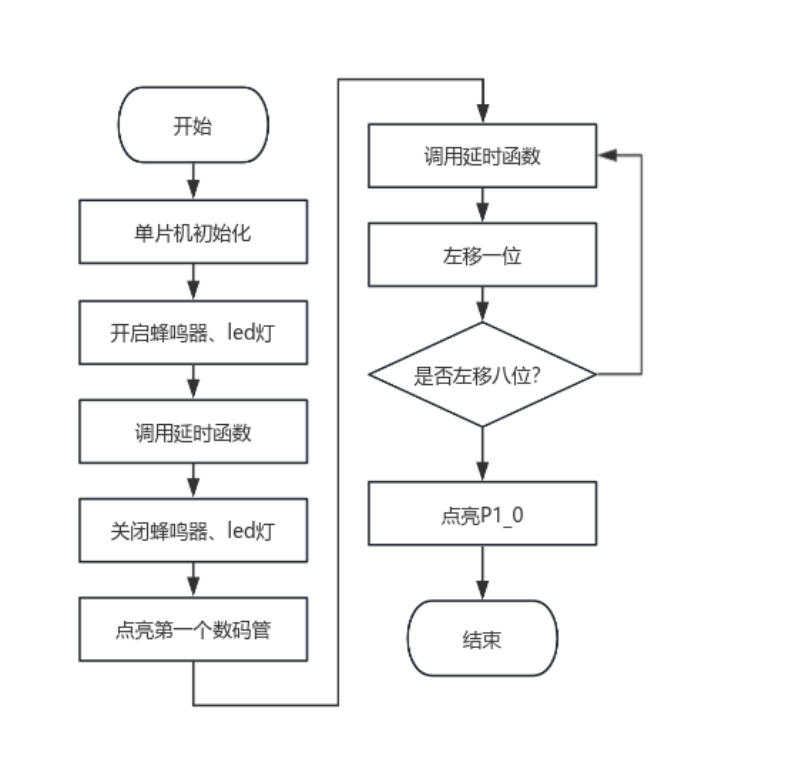 开始
单片机初始化
开启蜂鸣器、led灯
调用延时函数
关闭蜂鸣器、led灯
点亮第一个数码管
调用延时函数
左移一位
是否左移八位?
点亮P1_0
结束